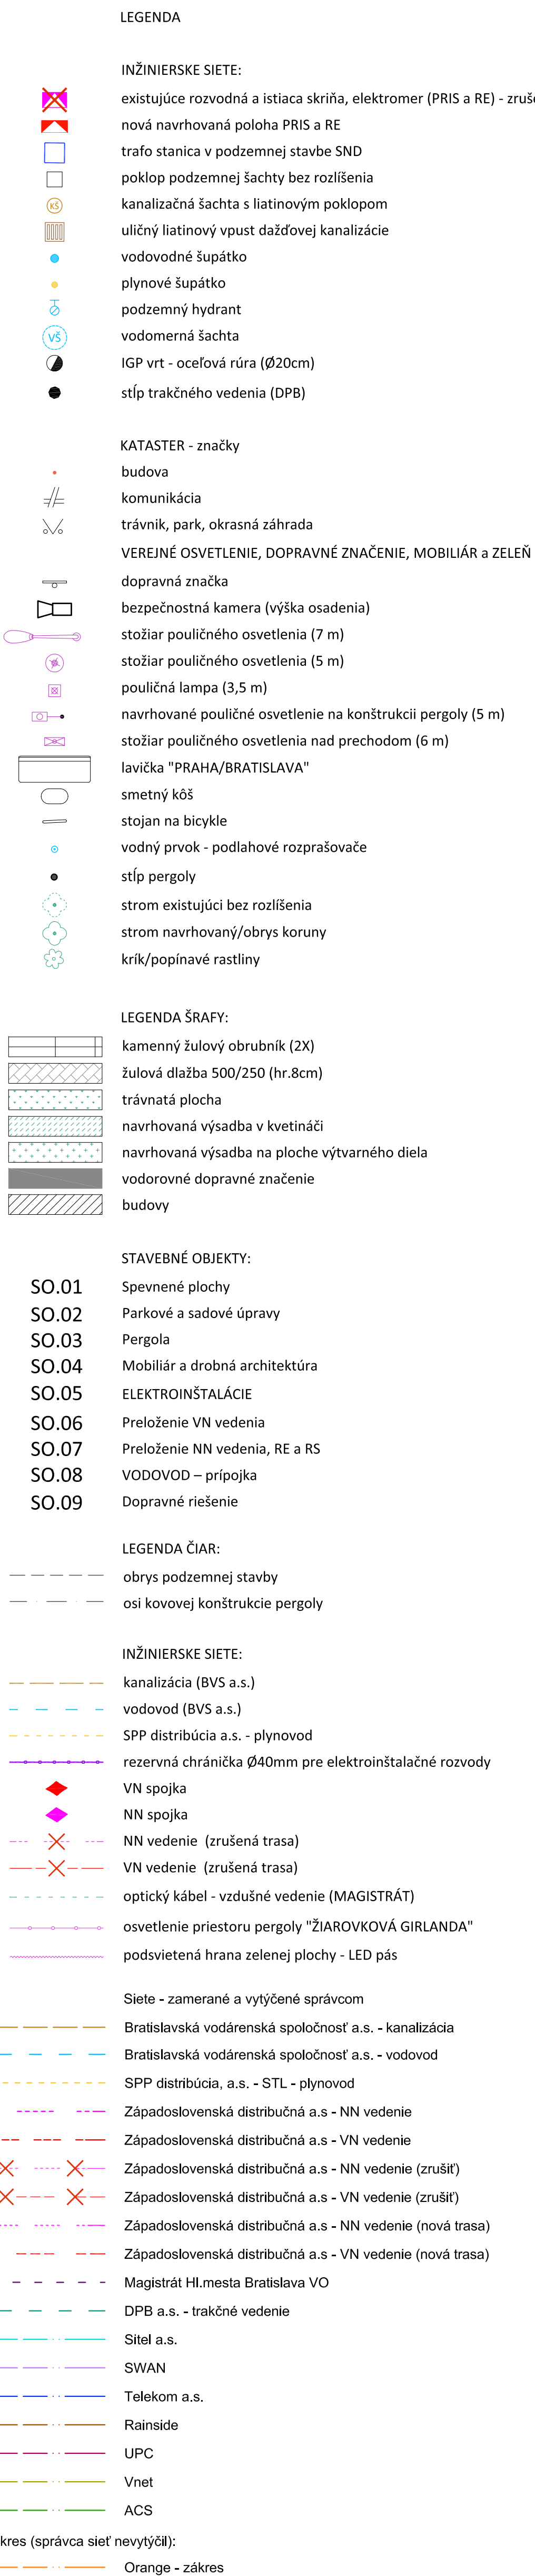 LEGENDA
INŽINIERSKE SIETE:
existujúce rozvodná a istiaca skriňa, elektromer (PRIS a RE) - zruš
nová navrhovaná poloha PRIS a RE
trafo stanica v podzemnej stavbe SND
poklop podzemnej šachty bez rozlíšenia
KŠ kanalizačná šachta s liatinovým poklopom
uličný liatinový vpust dažďovej kanalizácie
vodovodné šupátko
plynové šupátko
podzemný hydrant
VŠ vodomerná šachta
IGP vrt - oceľová rúra (Ø20cm)
stĺp trakčného vedenia (DPB)
KATASTER - značky
budova
komunikácia
trávnik, park, okrasná záhrada
VEREJNÉ OSVETLENIE, DOPRAVNÉ ZNAČENIE, MOBILIÁR a ZELEŇ
dopravná značka
bezpečnostná kamera (výška osadenia)
stožiar pouličného osvetlenia (7 m)
stožiar pouličného osvetlenia (5 m)
pouličná lampa (3,5 m)
navrhované pouličné osvetlenie na konštrukcii pergoly (5 m)
stožiar pouličného osvetlenia nad prechodom (6 m)
lavička "PRAHA/BRATISLAVA"
smetný kôš
stojan na bicykle
vodný prvok - podlahové rozprašovače
stĺp pergoly
strom existujúci bez rozlíšenia
strom navrhovaný/obrys koruny
krík/popínavé rastliny
LEGENDA ŠRAFY:
kamenný žulový obrubník (2X)
žulová dlažba 500/250 (hr.8cm)
trávnatá plocha
navrhovaná výsadba v kvetináči
navrhovaná výsadba na ploche výtvarného diela
vodorovné dopravné značenie
budovy
STAVEBNÉ OBJEKTY:
SO.01 Spevnené plochy
SO.02 Parkové a sadové úpravy
SO.03 Pergola
SO.04 Mobiliár a drobná architektúra
SO.05 ELEKTROINŠTALÁCIE
SO.06 Preloženie VN vedenia
SO.07 Preloženie NN vedenia, RE a RS
SO.08 VODOVOD – prípojka
SO.09 Dopravné riešenie
LEGENDA ČIAR:
obrys podzemnej stavby
osi kovovej konštrukcie pergoly
INŽINIERSKE SIETE:
kanalizácia (BVS a.s.)
vodovod (BVS a.s.)
SPP distribúcia a.s. - plynovod
rezervná chránička Ø40mm pre elektroinštalačné rozvody
VN spojka
NN spojka
NN vedenie (zrušená trasa)
VN vedenie (zrušená trasa)
optický kábel - vzdušné vedenie (MAGISTRÁT)
osvetlenie priestoru pergoly "ŽIAROVKOVÁ GIRLANDA"
podsvietená hrana zelenej plochy - LED pás
Siete - zamerané a vytýčené správcom
Bratislavská vodárenská spoločnosť a.s. - kanalizácia
Bratislavská vodárenská spoločnosť a.s. - vodovod
SPP distribúcia, a.s. - STL - plynovod
Západoslovenská distribučná a.s - NN vedenie
Západoslovenská distribučná a.s - VN vedenie
Západoslovenská distribučná a.s - NN vedenie (zrušiť)
Západoslovenská distribučná a.s - VN vedenie (zrušiť)
Západoslovenská distribučná a.s - NN vedenie (nová trasa)
Západoslovenská distribučná a.s - VN vedenie (nová trasa)
Magistrát Hl.mesta Bratislava VO
DPB a.s. - trakčné vedenie
Sitel a.s.
SWAN
Telekom a.s.
Rainside
UPC
Vnet
ACS
kres (správca sieť nevytýčil):
Orange - zákres